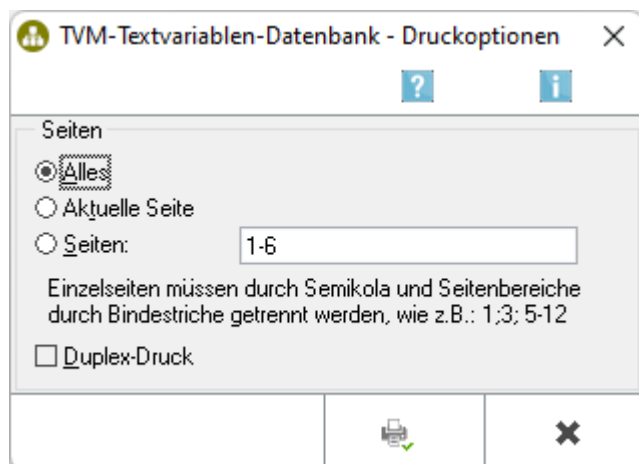 TVM-Textvariablen-Datenbank - Druckoptionen
?
i
Seiten
Alles
Aktuelle Seite
Seiten: 1-6
Einzelseiten müssen durch Semikola und Seitenbereiche
durch Bindestriche getrennt werden, wie z.B.: 1;3; 5-12
Duplex-Druck